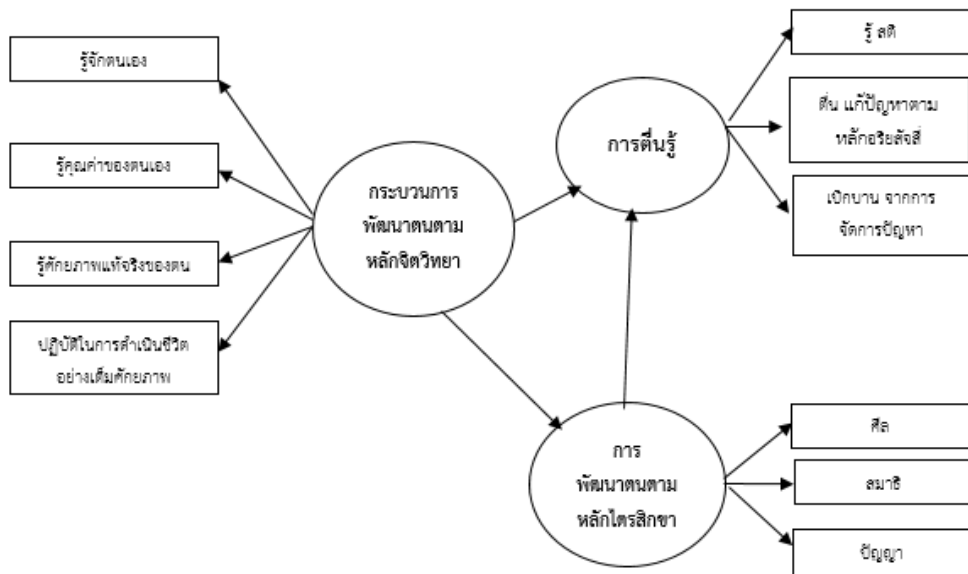 รู้จักตนเอง
รู้คุณค่าของตนเอง
รู้ศักยภาพแท้จริงของตน
ปฏิบัติในการดำเนินชีวิต
อย่างเต็มศักยภาพ
กระบวนการ
พัฒนาตนตาม
หลักจิตวิทยา
การตื่นรู้
รู้ สติ
ตื่น แก้ปัญหาตาม
หลักอริยสัจสี่
เบิกบาน จากการ
จัดการปัญหา
การ
พัฒนาตนตาม
หลักไตรสิกขา
ศีล
สมาธิ
ปัญญา